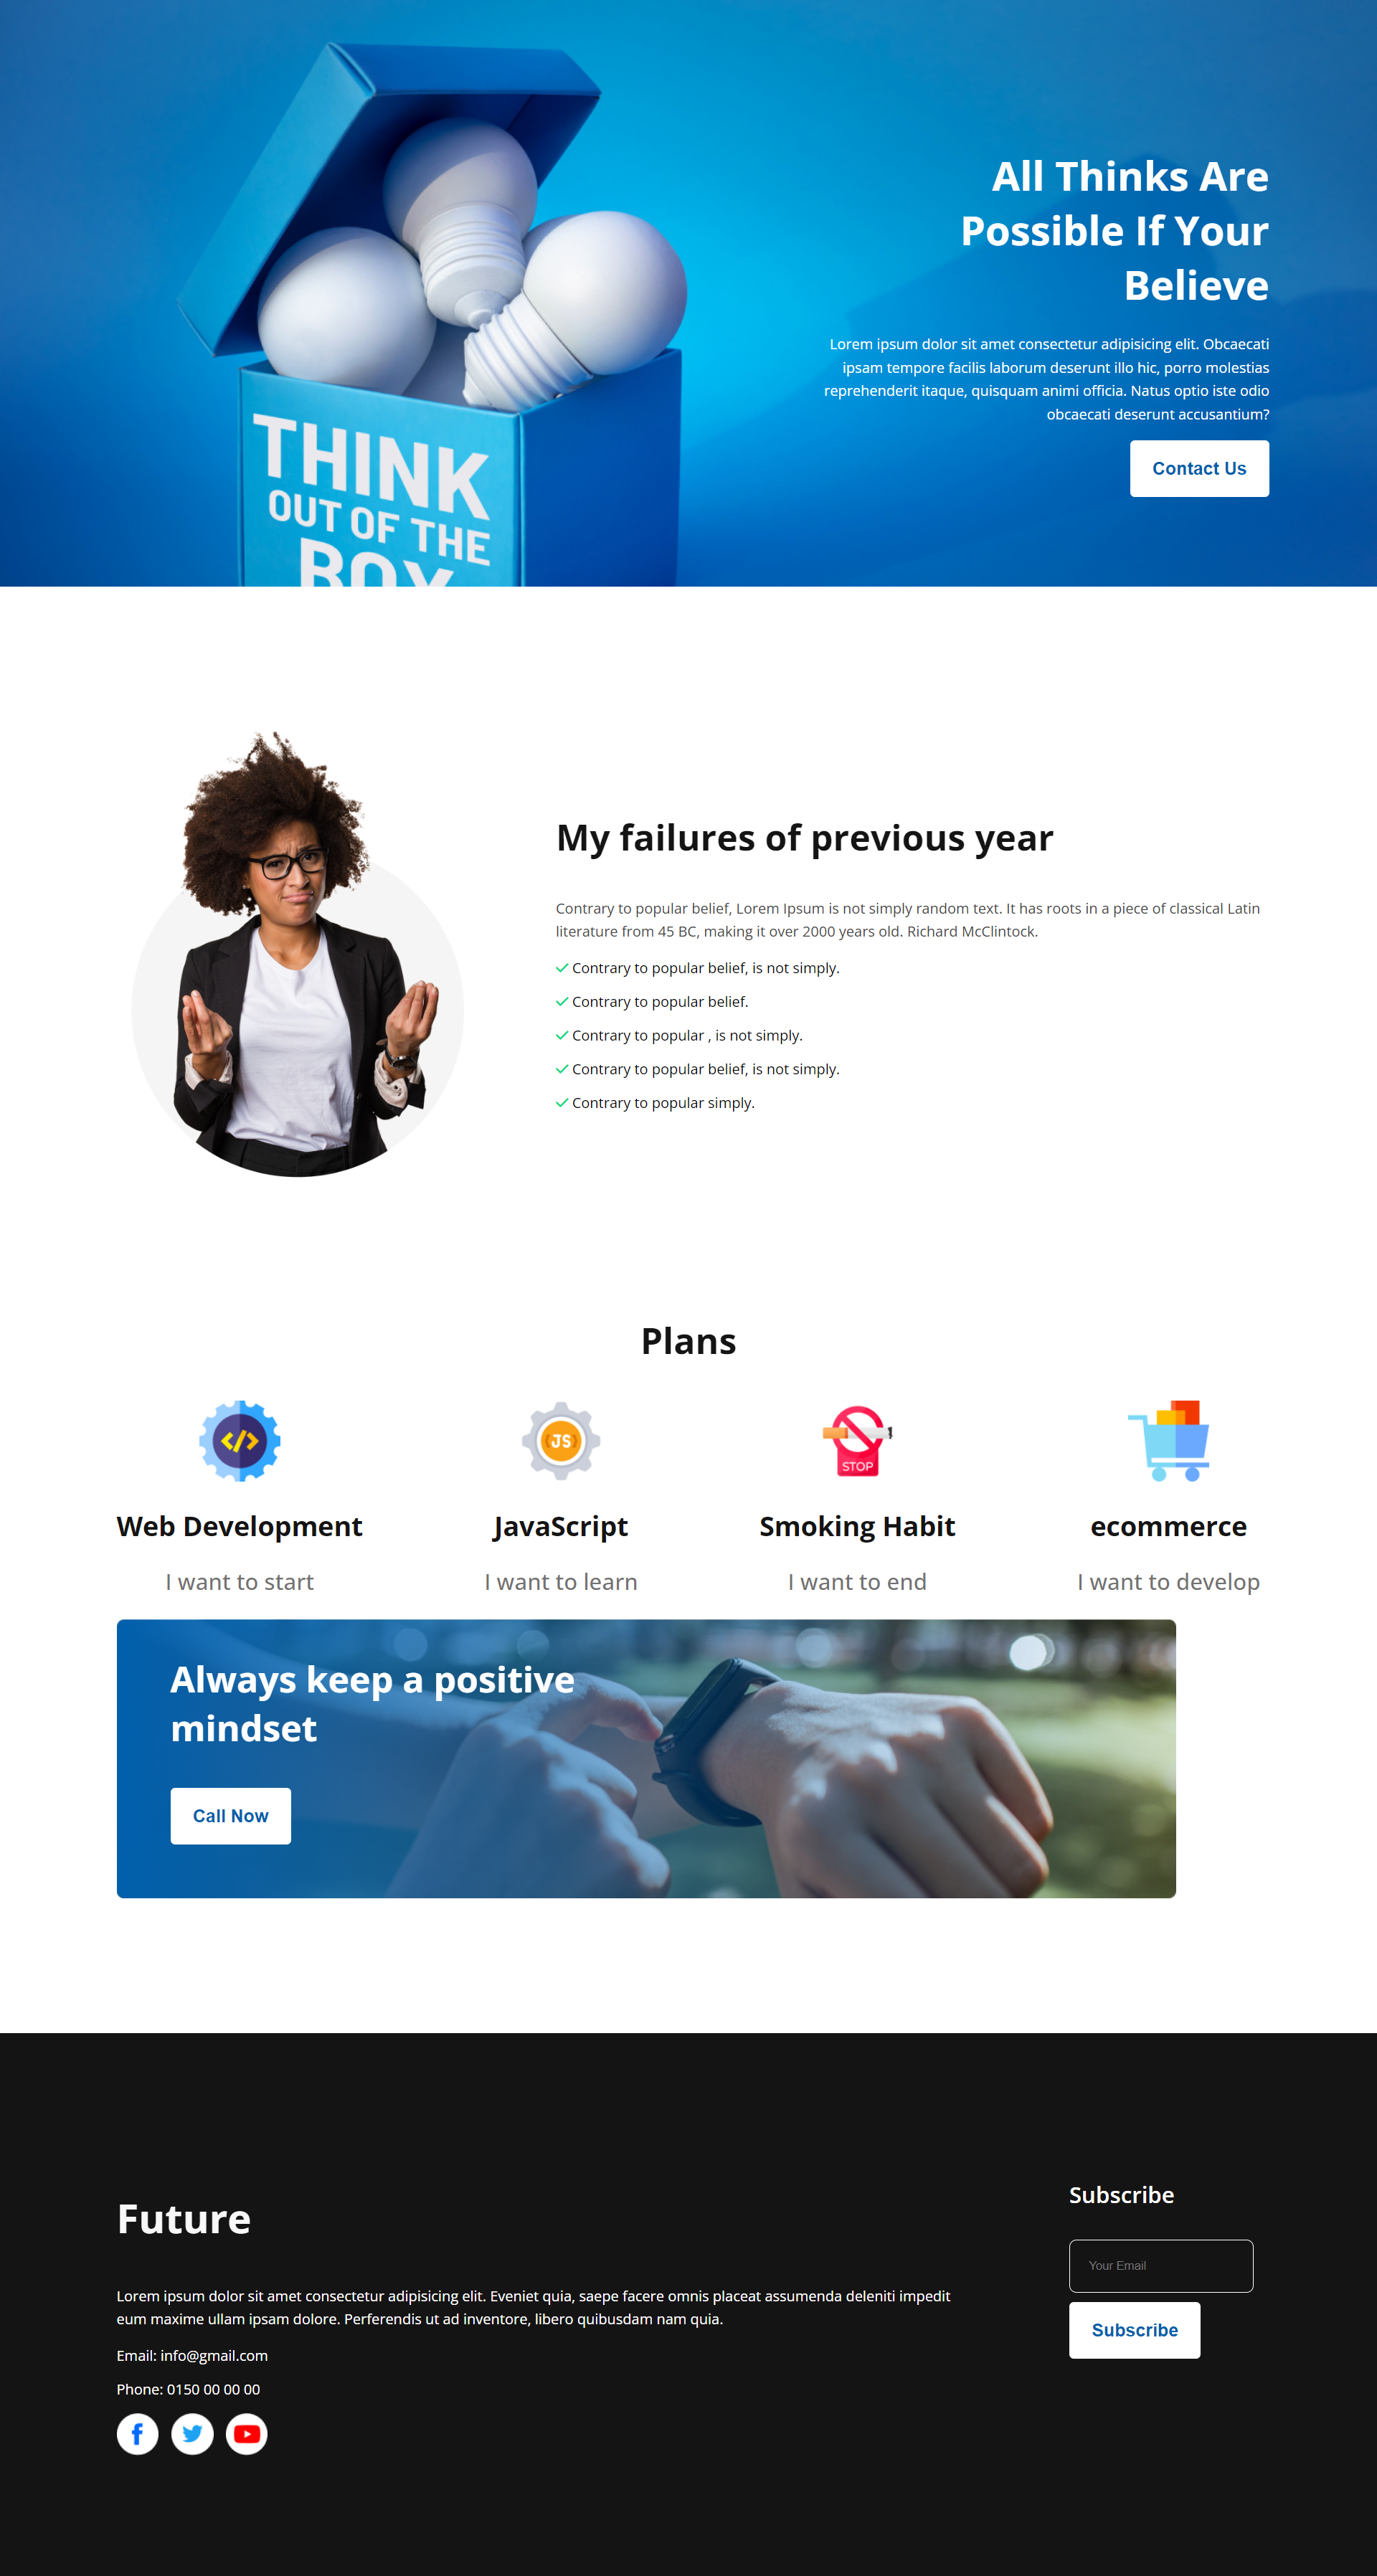 THINK
OUT OF THE
BOX
All Thinks Are
Possible If Your
Believe
Lorem ipsum dolor sit amet consectetur adipisicing elit. Obcaecati
ipsam tempore facilis laborum deserunt illo hic, porro molestias
reprehenderit itaque, quisquam animi officia. Natus optio iste odio
obcaecati deserunt accusantium?
Contact Us
My failures of previous year
Contrary to popular belief, Lorem Ipsum is not simply random text. It has roots in a piece of classical Latin
literature from 45 BC, making it over 2000 years old. Richard McClintock.
Contrary to popular belief, is not simply.
Contrary to popular belief.
Contrary to popular , is not simply.
Contrary to popular belief, is not simply.
Contrary to popular simply.
Plans
</>
Web Development
I want to start
{JS}
JavaScript
I want to learn
STOP
Smoking Habit
I want to end
ecommerce
I want to develop
Always keep a positive
mindset
Call Now
Future
Lorem ipsum dolor sit amet consectetur adipisicing elit. Eveniet quia, saepe facere omnis placeat assumenda deleniti impedit
eum maxime ullam ipsam dolore. Perferendis ut ad inventore, libero quibusdam nam quia.
Email: info@gmail.com
Phone: 0150 00 00 00
Subscribe
Your Email
Subscribe